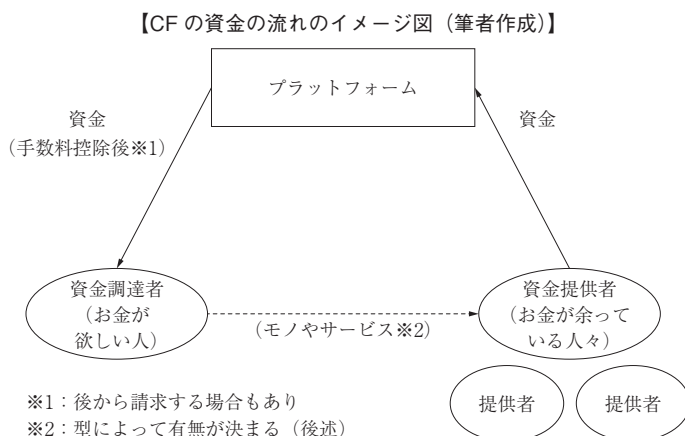 【CFの資金の流れのイメージ図（筆者作成）】
プラットフォーム
資金
（手数料控除後※1）
資金
資金調達者
（お金が
欲しい人）
（モノやサービス※2）
資金提供者
（お金が余って
いる人々）
※1：後から請求する場合もあり
※2：型によって有無が決まる（後述）
提供者
提供者